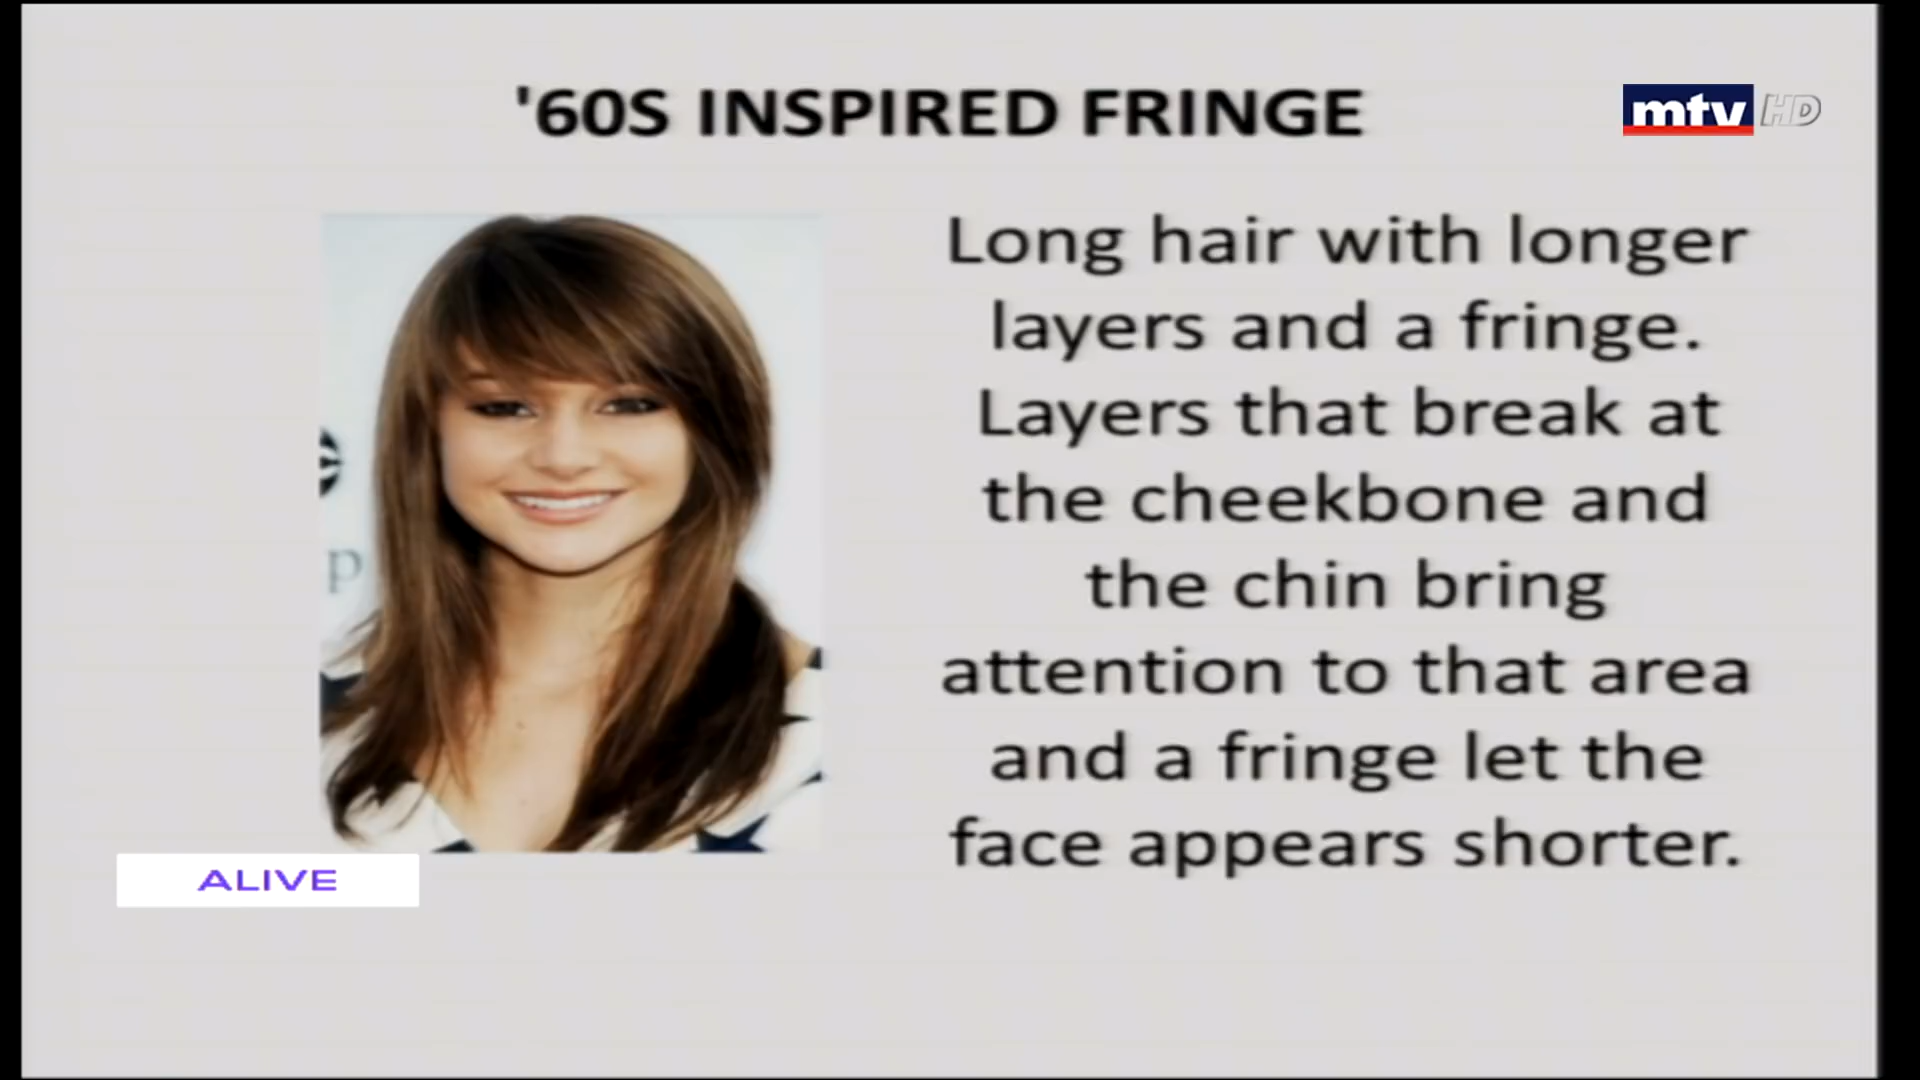 '60S INSPIRED FRINGE
mtv HD
Long hair with longer
layers and a fringe.
Layers that break at
the cheekbone and
the chin bring
attention to that area
and a fringe let the
face appears shorter.
p
ALIVE